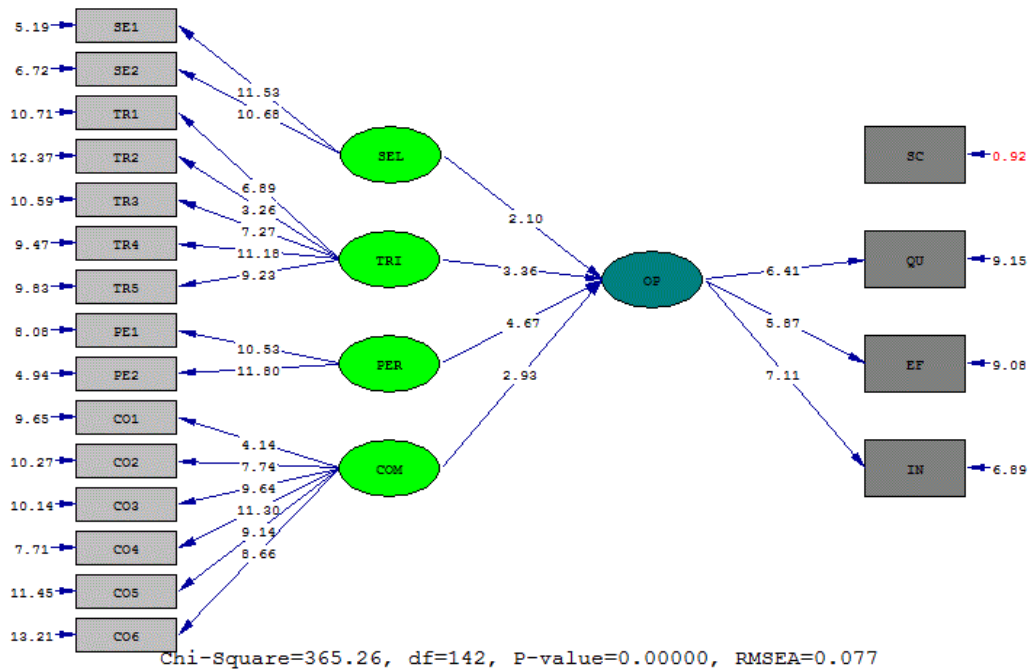 5.19 SE1
6.72 SE2
10.71 TR1
12.37 TR2
10.59 TR3
9.47 TR4
9.83 TR5
8.08 PE1
4.94 PE2
9.65 CO1
10.27 CO2
10.14 CO3
7.71 CO4
11.45 CO5
13.21 CO6
11.53
10.68
6.89
3.26
7.27
11.18
9.23
10.53
11.80
4.14
7.74
9.64
11.30
9.14
8.66
SEL
TRI
PER
COM
2.10
3.36
4.67
2.93
OP
6.41
5.87
7.11
SC 0.92
QU 9.15
EF 9.08
IN 6.89
Chi-Square=365.26, df=142, P-value=0.00000, RMSEA=0.077